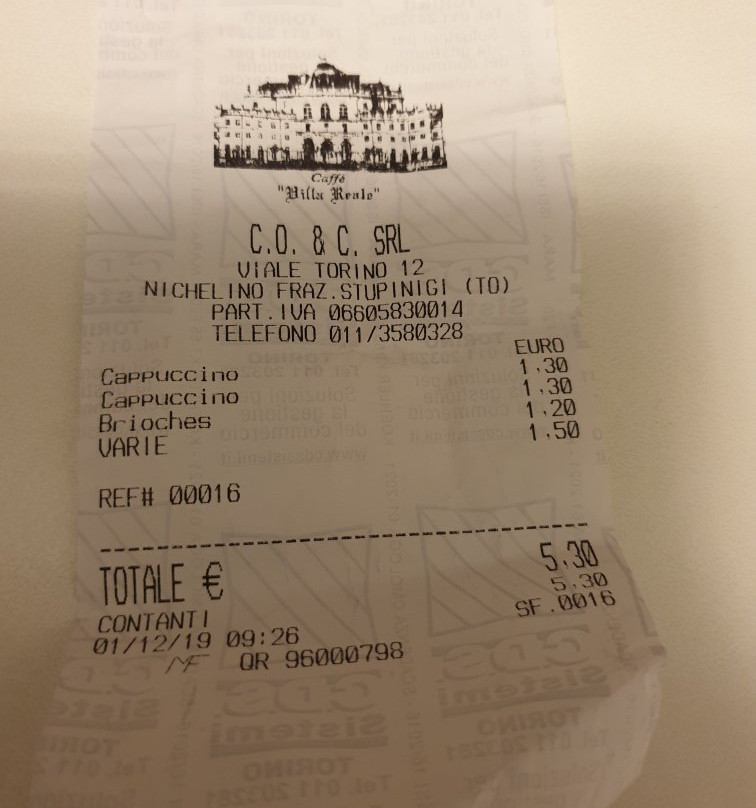 Caffé
"Villa Reale"
C.O. & C. SRL
VIALE TORINO 12
NICHELINO FRAZ.STUPINIGI (TO)
PART.IVA 06605830014
TELEFONO 011/3580328
EURO
Cappuccino 1,30
Cappuccino 1,30
Brioches 1,20
VARIE 1,50
REF# 00016
TOTALE € 5,30
CONTANTI 5,30
01/12/19 09:26 SF.0016
MF QR 96000798